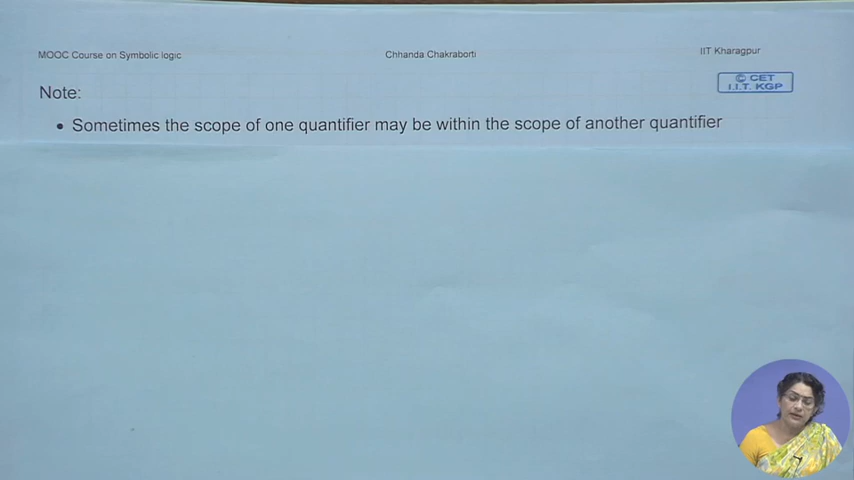 MOOC Course on Symbolic logic Chhanda Chakraborti IIT Kharagpur
© CET
I.I.T. KGP
Note:
• Sometimes the scope of one quantifier may be within the scope of another quantifier